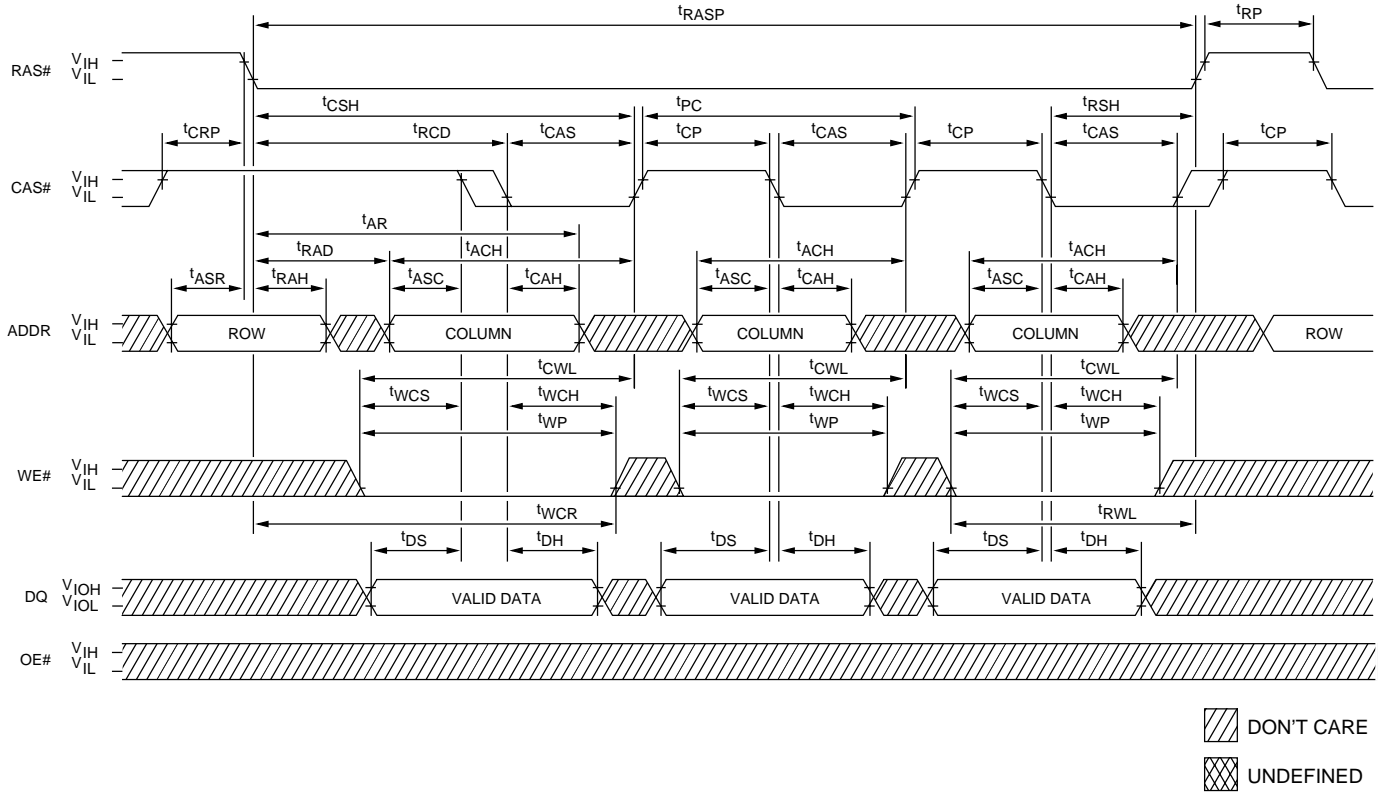 tRASP tRP
RAS# VIH
VIL
tCSH tPC tRSH
tCRP tRCD tCAS tCP tCAS tCP tCAS tCP
CAS# VIH
VIL
tAR
tRAD tACH tACH tACH
tASR tRAH tASC tCAH tASC tCAH tASC tCAH
ADDR VIH
VIL
ROW COLUMN COLUMN COLUMN ROW
tCWL tCWL tCWL
tWCS tWCH tWCS tWCH tWCS tWCH
tWP tWP tWP
WE# VIH
VIL
tWCR tRWL
tDS tDH tDS tDH tDS tDH
DQ VIOH
VIOL
VALID DATA VALID DATA VALID DATA
OE# VIH
VIL
DON'T CARE
UNDEFINED